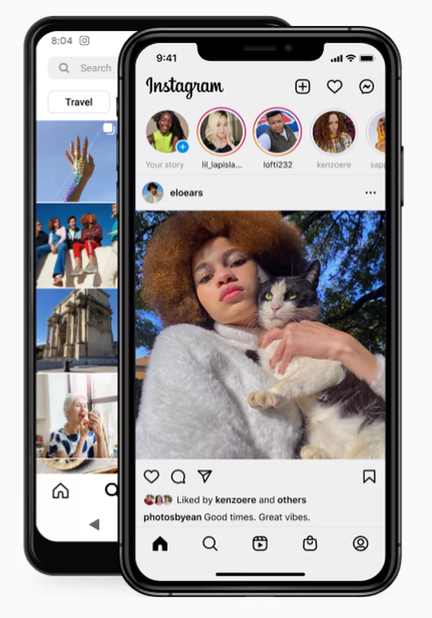 8:04
Search
Travel
9:41
Instagram
Your story
lil_lapisla...
lofti232
kenzoere
eloears
Liked by kenzoere and others
photosbyean Good times. Great vibes.